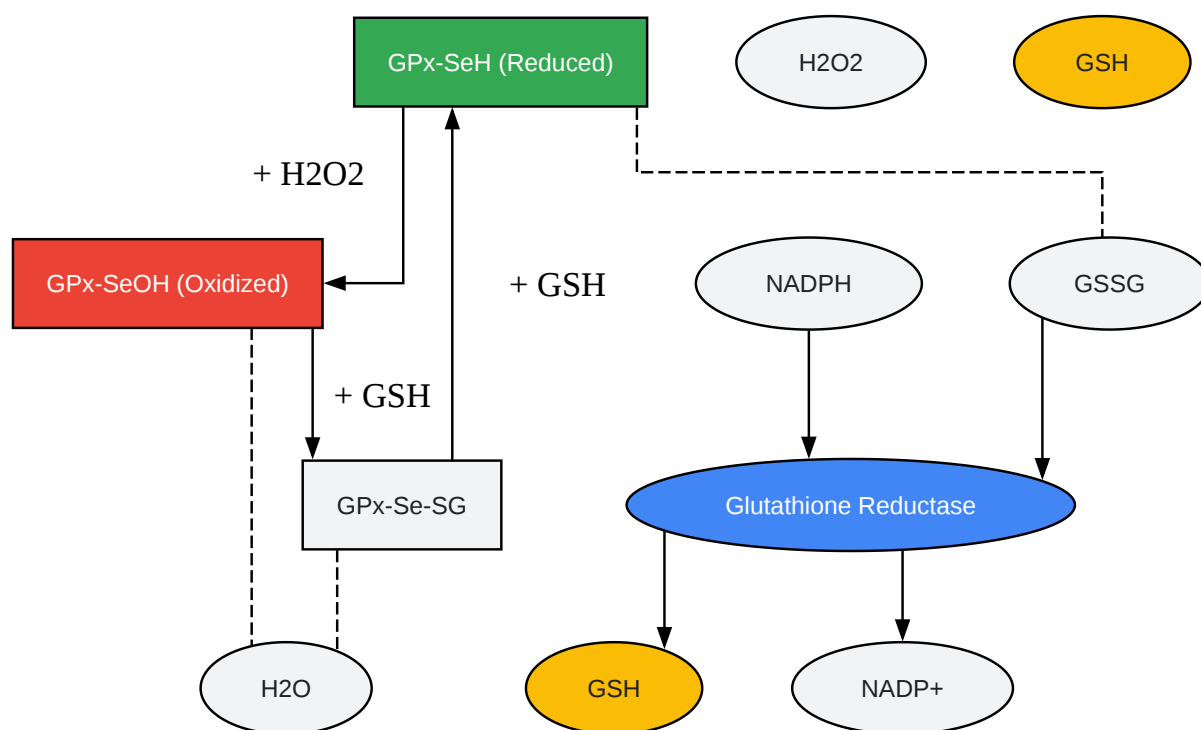 GPx-SeH (Reduced)
H2O2
GSH
+ H2O2
GPx-SeOH (Oxidized)
+ GSH
NADPH
GSSG
+ GSH
GPx-Se-SG
Glutathione Reductase
H2O
GSH
NADP+